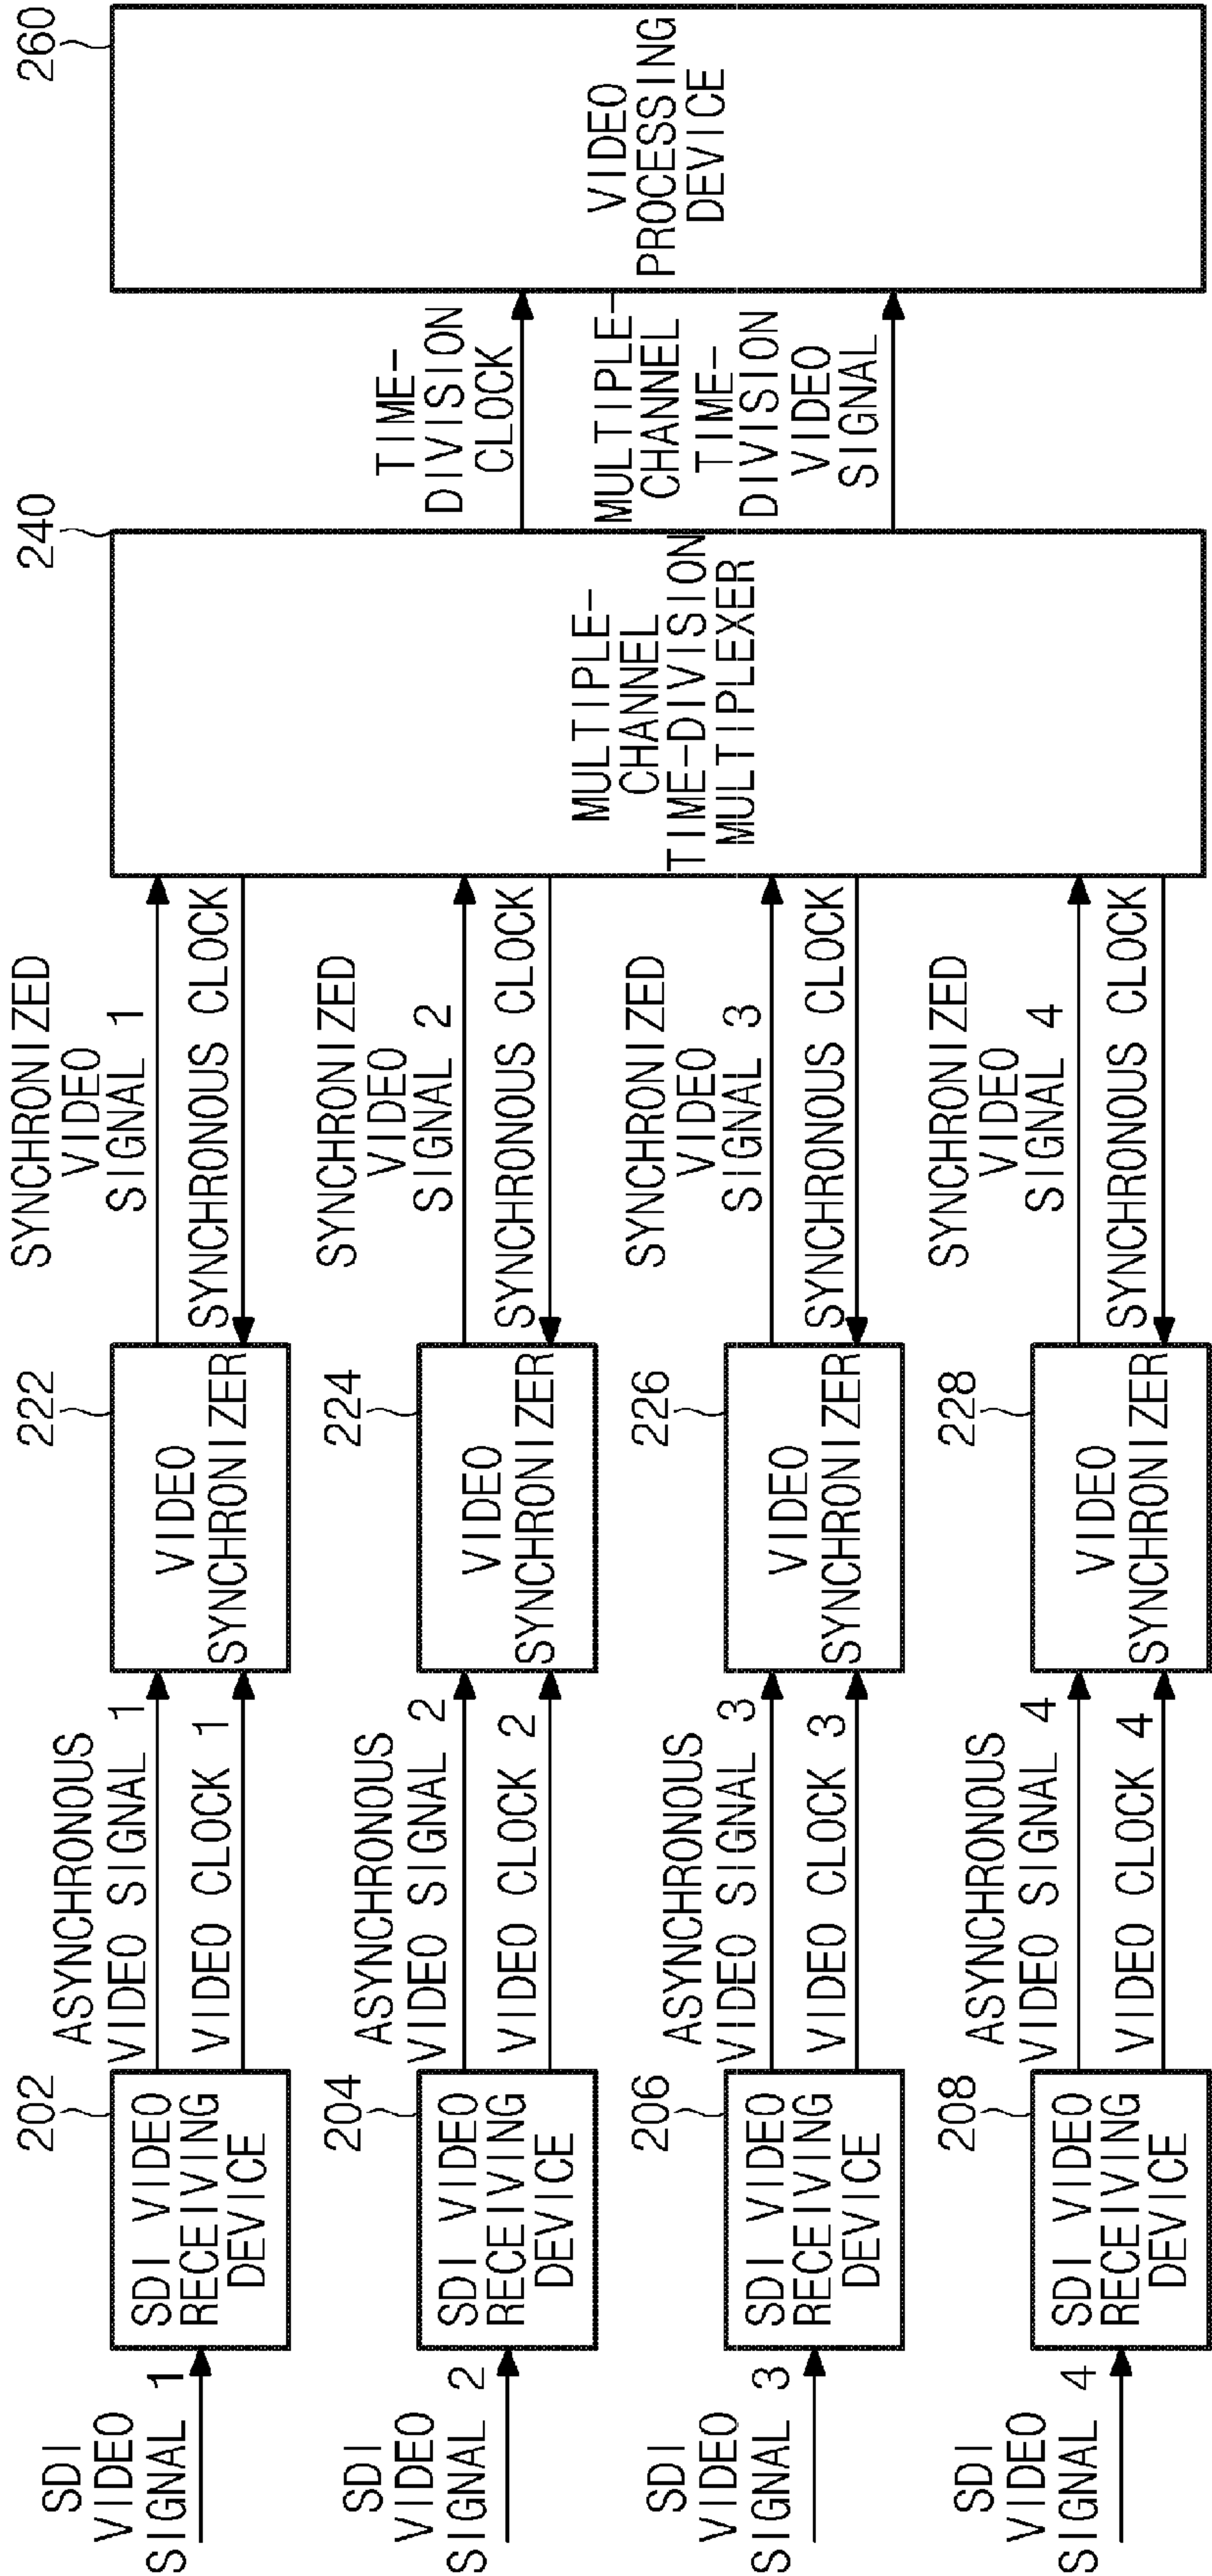 SDI
VIDEO
SIGNAL 1
202
SDI VIDEO
RECEIVING
DEVICE
ASYNCHRONOUS
VIDEO SIGNAL 1
VIDEO CLOCK 1
222
VIDEO
SYNCHRONIZER
SYNCHRONIZED
VIDEO
SIGNAL 1
SYNCHRONOUS CLOCK
SDI
VIDEO
SIGNAL 2
204
SDI VIDEO
RECEIVING
DEVICE
ASYNCHRONOUS
VIDEO SIGNAL 2
VIDEO CLOCK 2
224
VIDEO
SYNCHRONIZER
SYNCHRONIZED
VIDEO
SIGNAL 2
SYNCHRONOUS CLOCK
SDI
VIDEO
SIGNAL 3
206
SDI VIDEO
RECEIVING
DEVICE
ASYNCHRONOUS
VIDEO SIGNAL 3
VIDEO CLOCK 3
226
VIDEO
SYNCHRONIZER
SYNCHRONIZED
VIDEO
SIGNAL 3
SYNCHRONOUS CLOCK
SDI
VIDEO
SIGNAL 4
208
SDI VIDEO
RECEIVING
DEVICE
ASYNCHRONOUS
VIDEO SIGNAL 4
VIDEO CLOCK 4
228
VIDEO
SYNCHRONIZER
SYNCHRONIZED
VIDEO
SIGNAL 4
SYNCHRONOUS CLOCK
240
MULTIPLE-
CHANNEL
TIME-DIVISION
MULTIPLEXER
TIME-
DIVISION
CLOCK
MULTIPLE-
CHANNEL
TIME-
DIVISION
VIDEO
SIGNAL
260
VIDEO
PROCESSING
DEVICE